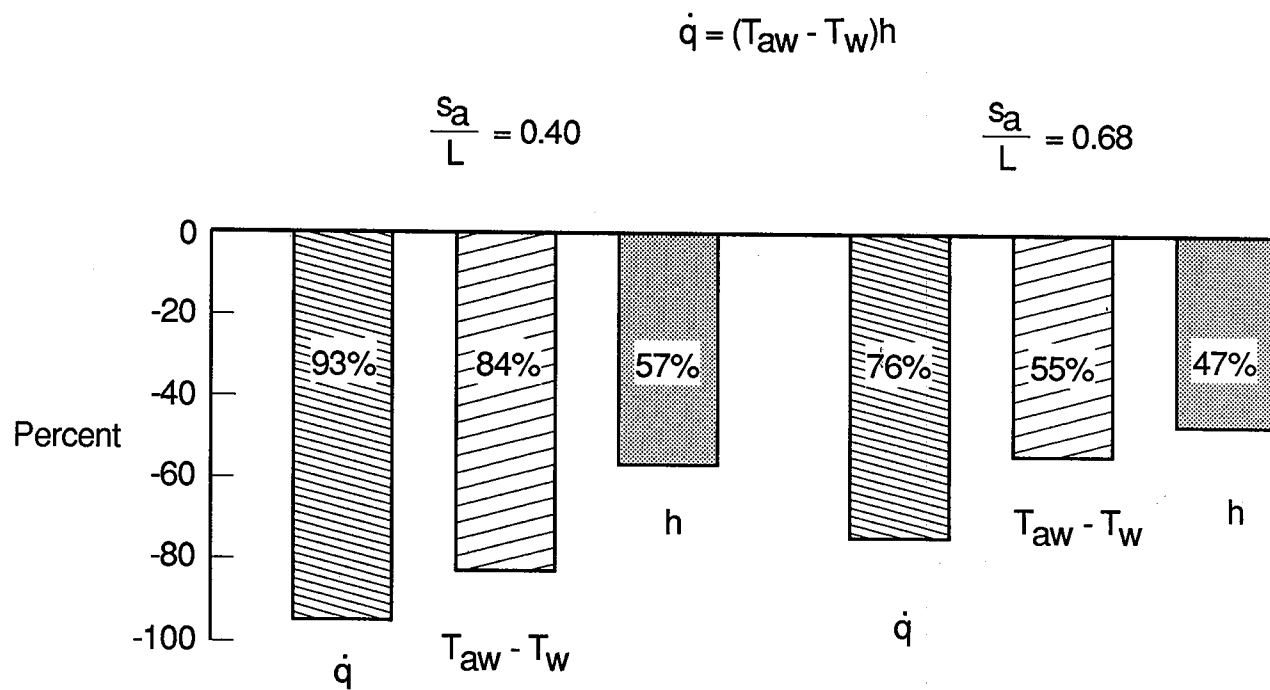 q̇ = (Taw - Tw)h
sa/L = 0.40
sa/L = 0.68
0
-20
-40
-60
-80
-100
Percent
93%
84%
57%
76%
55%
47%
q̇
Taw - Tw
h
q̇
Taw - Tw
h